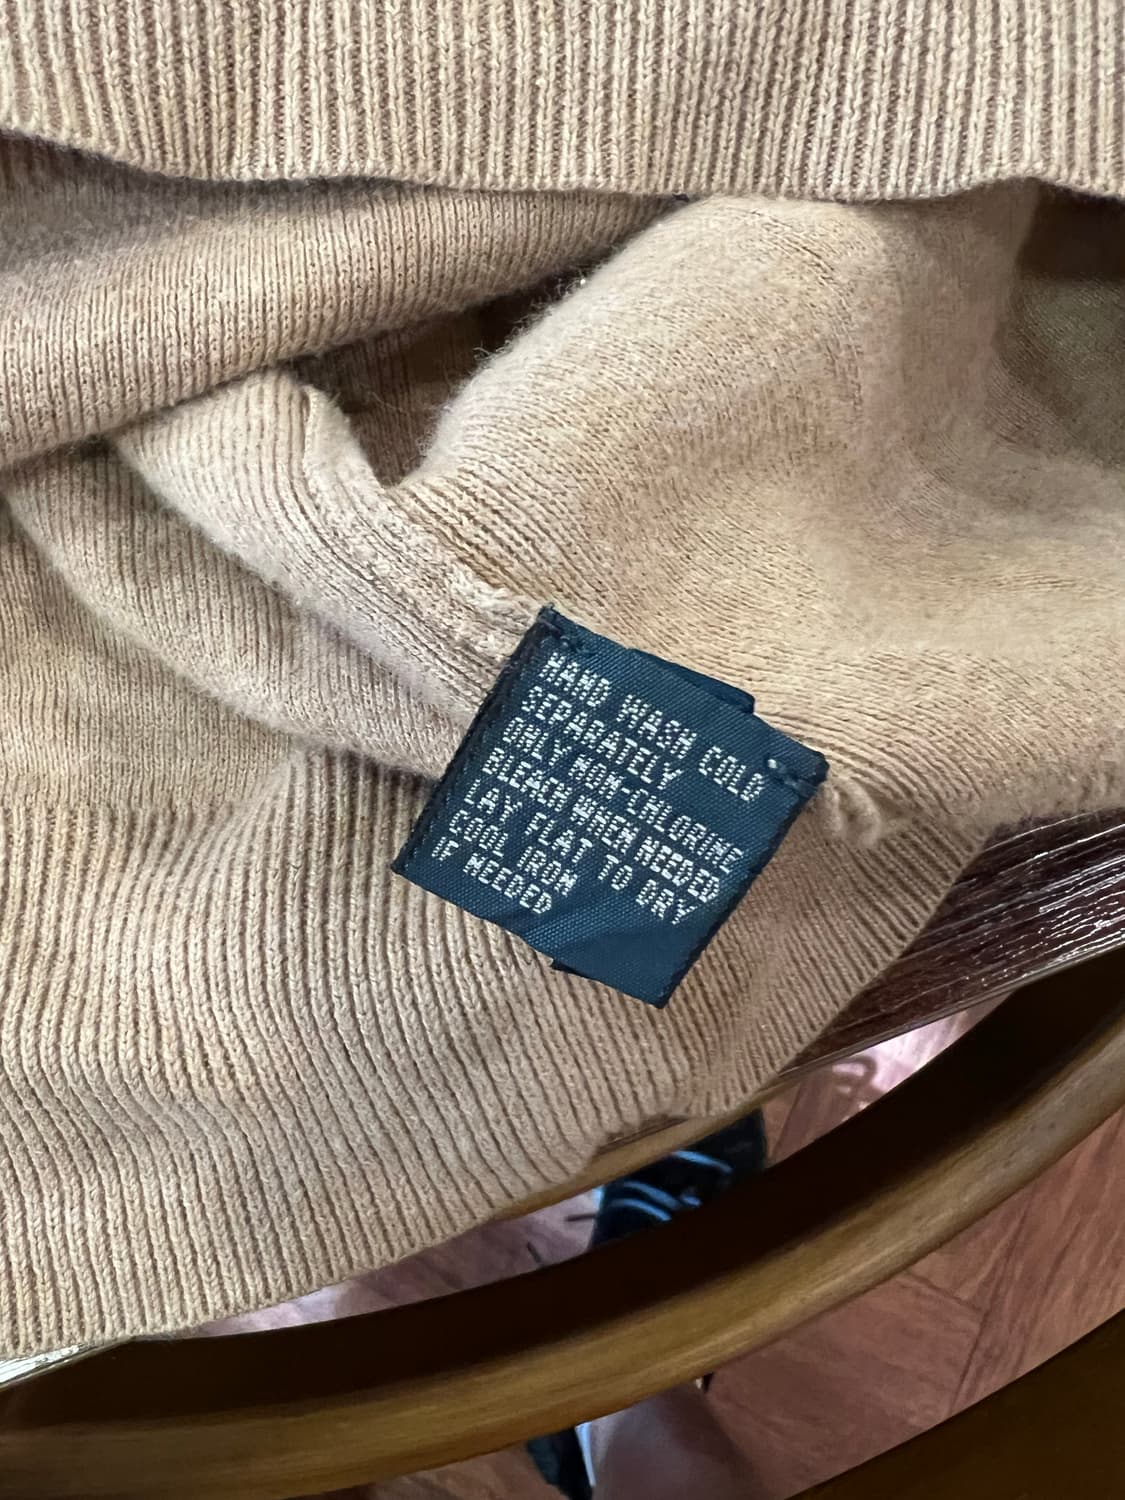 HAND WASH COLD
SEPARATELY
ONLY NON-CHLORINE
BLEACH WHEN NEEDED
LAY FLAT TO DRY
COOL IRON
IF NEEDED